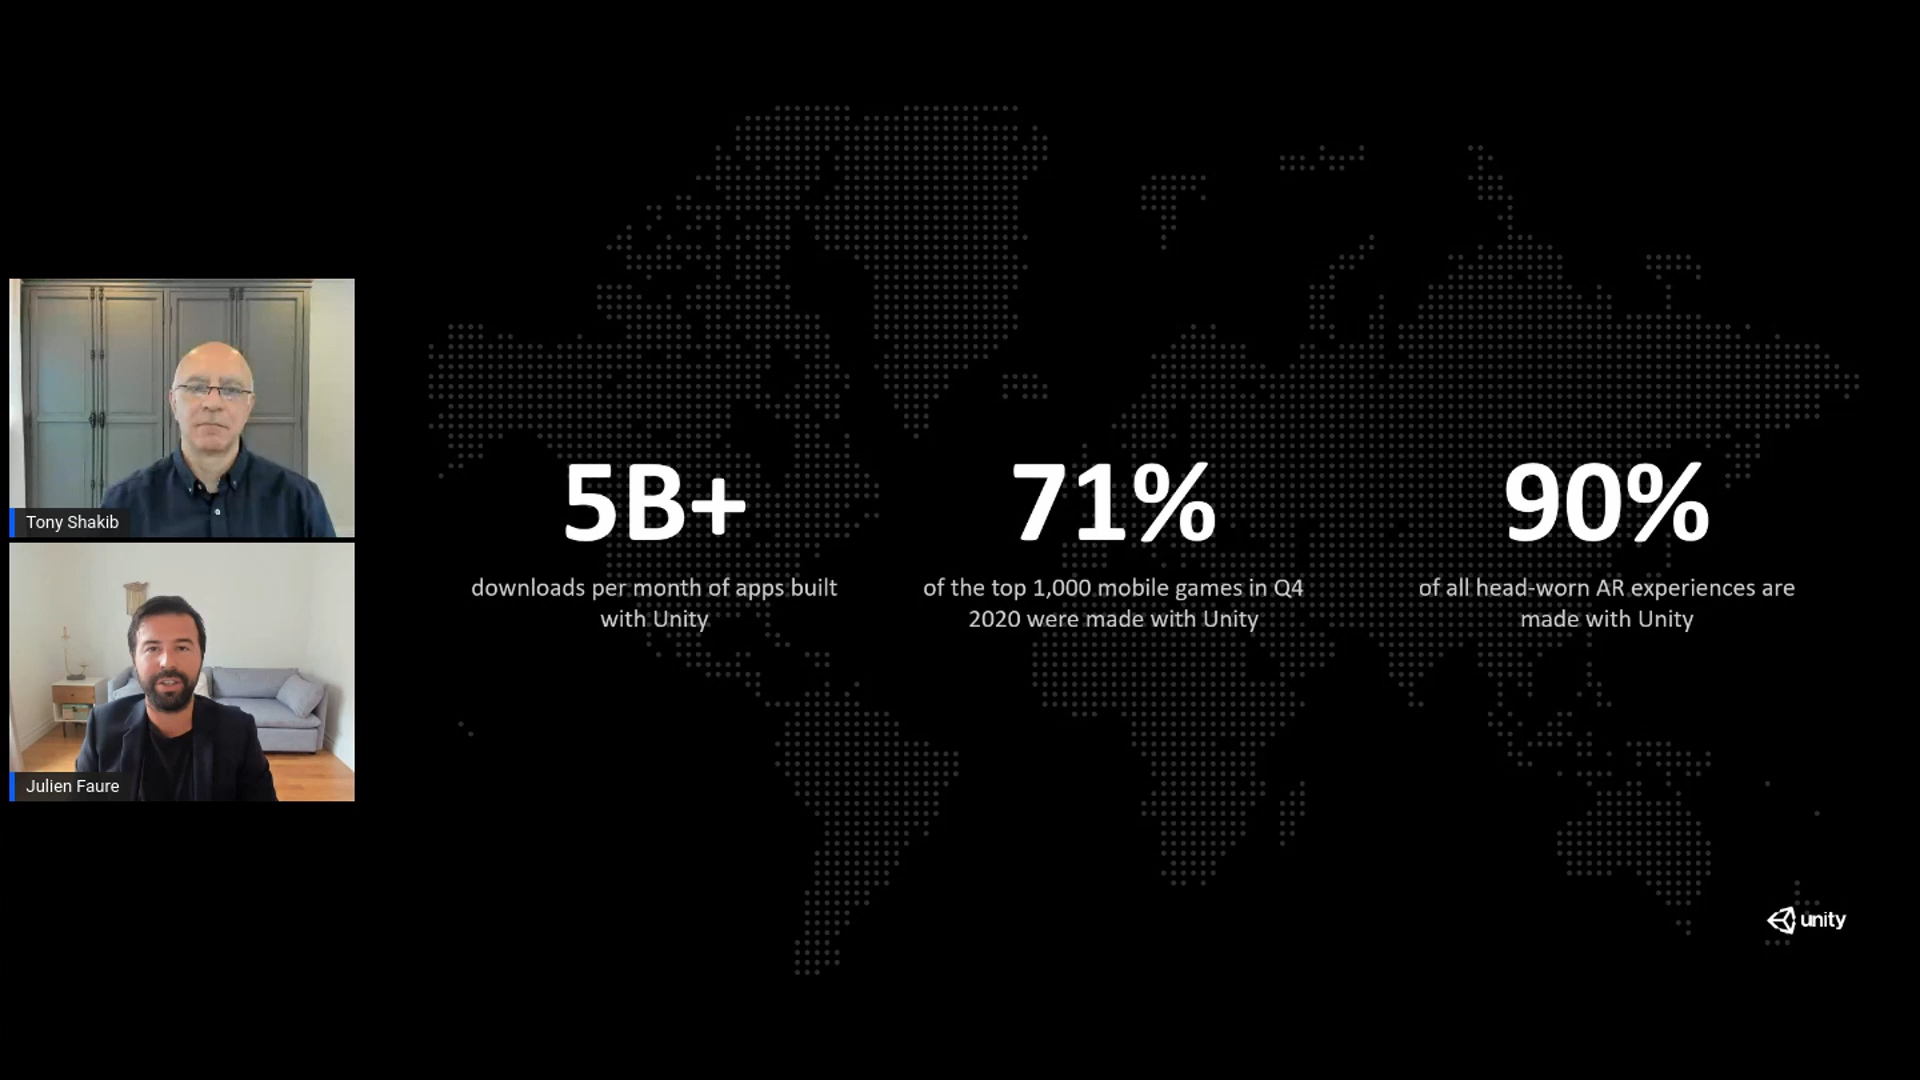 Tony Shakib
Julien Faure
5B+
downloads per month of apps built
with Unity
71%
of the top 1,000 mobile games in Q4
2020 were made with Unity
90%
of all head-worn AR experiences are
made with Unity
unity